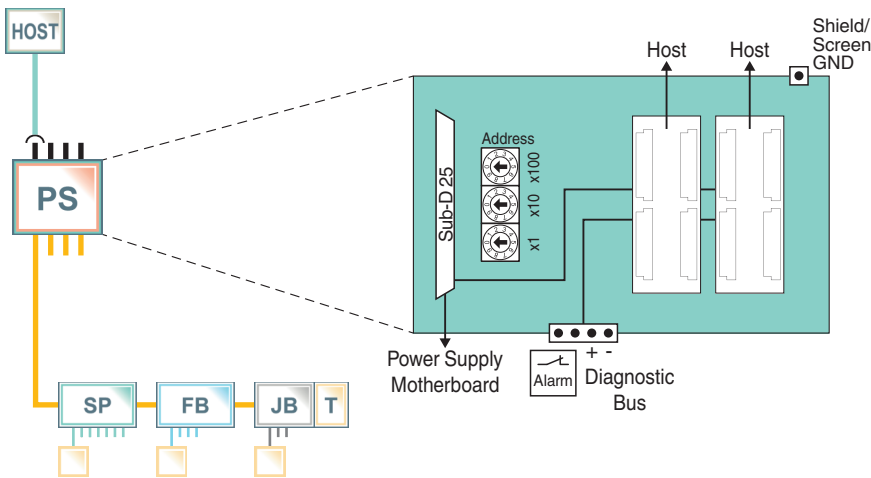 HOST
PS
SP
FB
JB
T
Host
Host
Shield/
Screen
GND
Sub-D 25
Address
x100
x10
x1
Power Supply
Motherboard
+ -
Alarm
Diagnostic
Bus